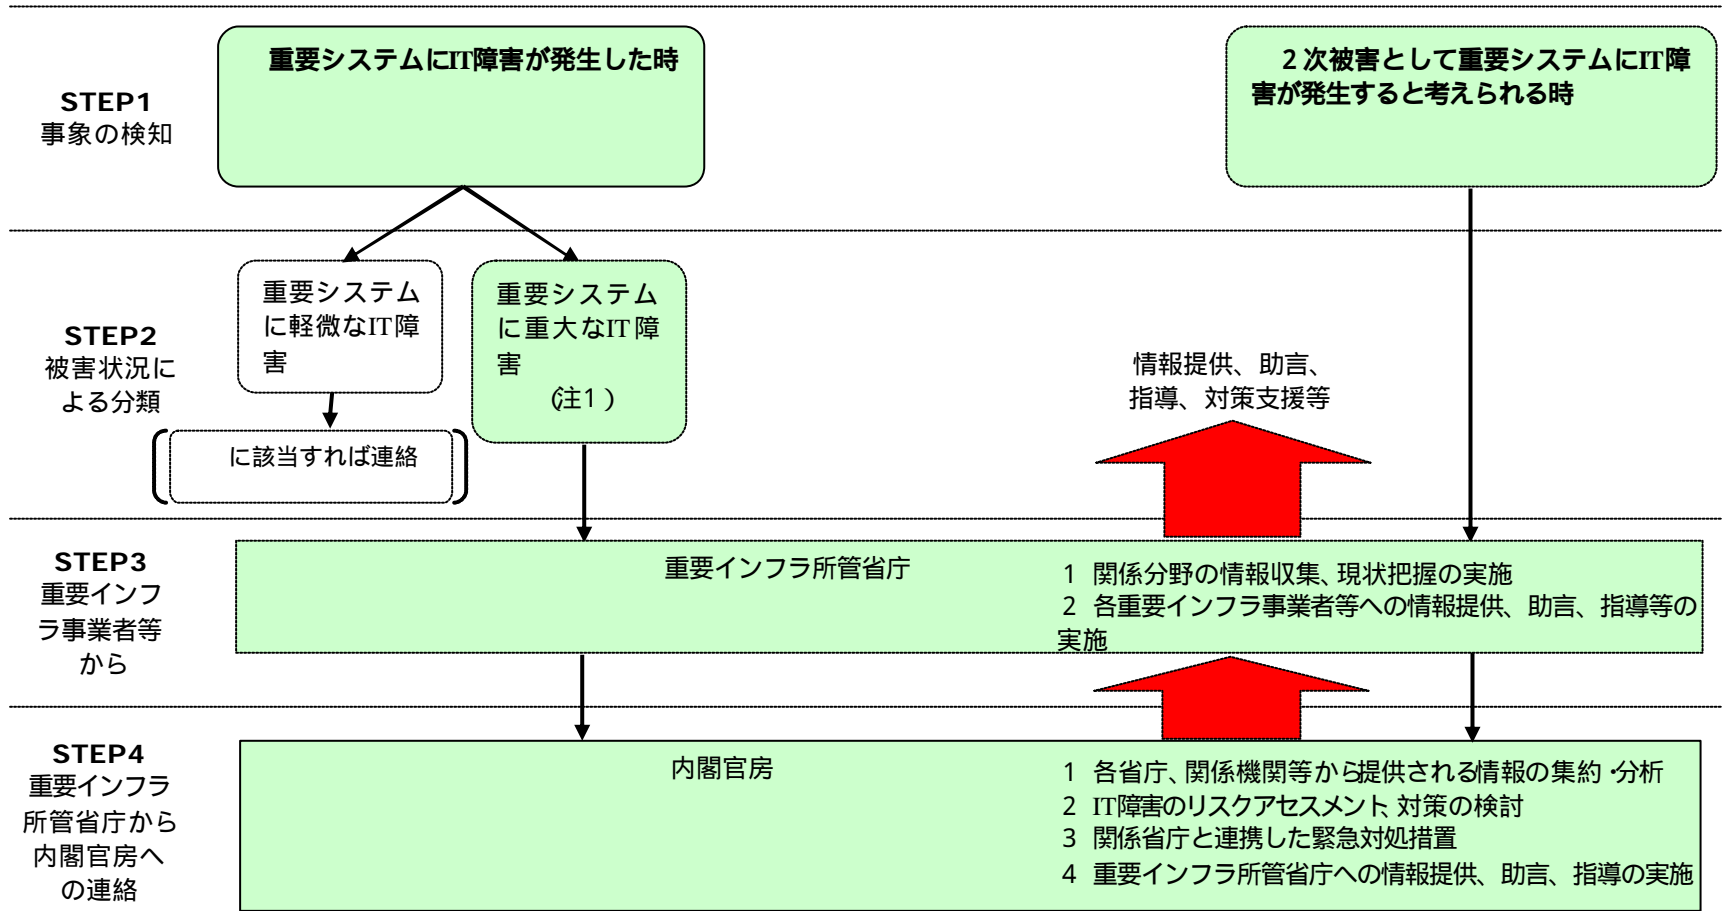 重要システムにIT障害が発生した時
2次被害として重要システムにIT障
害が発生すると考えられる時
STEP1
事象の検知
重要システム
に軽微なIT障
害
重要システム
に重大なIT障
害
(注1)
STEP2
被害状況に
よる分類
に該当すれば連絡
情報提供、助言、
指導、対策支援等
STEP3
重要インフ
ラ事業者等
から
重要インフラ所管省庁
1 関係分野の情報収集、現状把握の実施
2 各重要インフラ事業者等への情報提供、助言、指導等の
実施
STEP4
重要インフラ
所管省庁から
内閣官房へ
の連絡
内閣官房
1 各省庁、関係機関等から提供される情報の集約・分析
2 IT障害のリスクアセスメント、対策の検討
3 関係省庁と連携した緊急対処措置
4 重要インフラ所管省庁への情報提供、助言、指導の実施